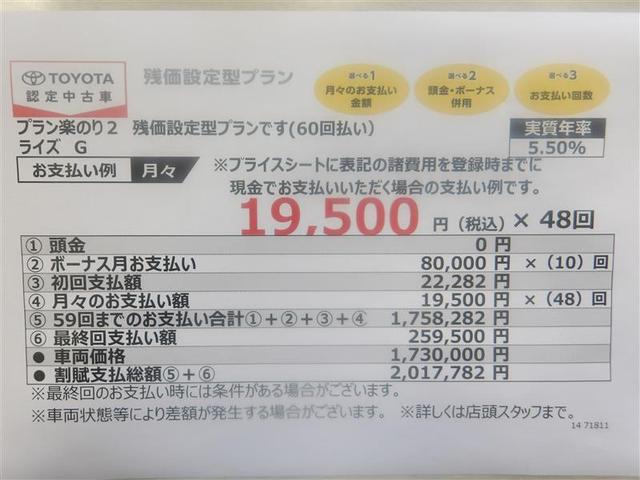 TOYOTA
認定中古車
残価設定型プラン
選べる1
月々のお支払い
金額
選べる2
頭金・ボーナス
併用
選べる3
お支払い回数
プラン楽のり2 残価設定型プランです(60回払い)
ライズ G
実質年率
5.50%
お支払い例 月々
※プライスシートに表記の諸費用を登録時までに
現金でお支払いいただく場合の支払い例です。
19,500 円(税込) × 48回
① 頭金 0 円
② ボーナス月お支払い 80,000 円 ×(10)回
③ 初回支払額 22,282 円
④ 月々のお支払い額 19,500 円 ×(48)回
⑤ 59回までのお支払い合計①+②+③+④ 1,758,282 円
⑥ 最終回支払い額 259,500 円
● 車両価格 1,730,000 円
● 割賦支払総額⑤+⑥ 2,017,782 円
※最終回のお支払い時には条件がある場合がございます。
※車両状態等により差額が発生する場合がございます。 ※詳しくは店頭スタッフまで。
14 71811